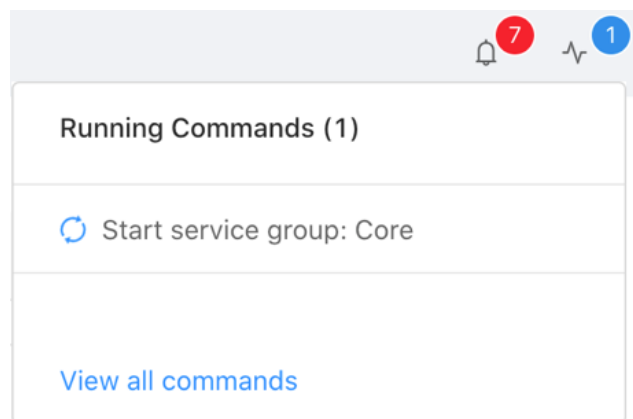 7
1
Running Commands (1)
Start service group: Core
View all commands